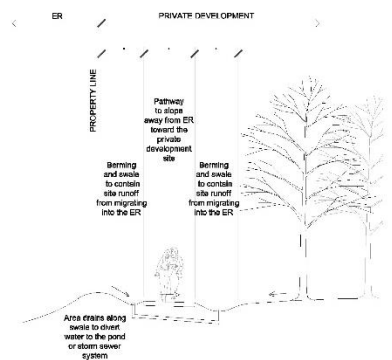 ER
PRIVATE DEVELOPMENT
PROPERTY LINE
Pathway
to slope
away from ER
toward the
private
development
site
Berming
and swale
to contain
site runoff
from migrating
into the ER
Berming
and swale
to contain
site runoff
from migrating
into the ER
Area drains along
swale to divert
water to the pond
or storm sewer
system